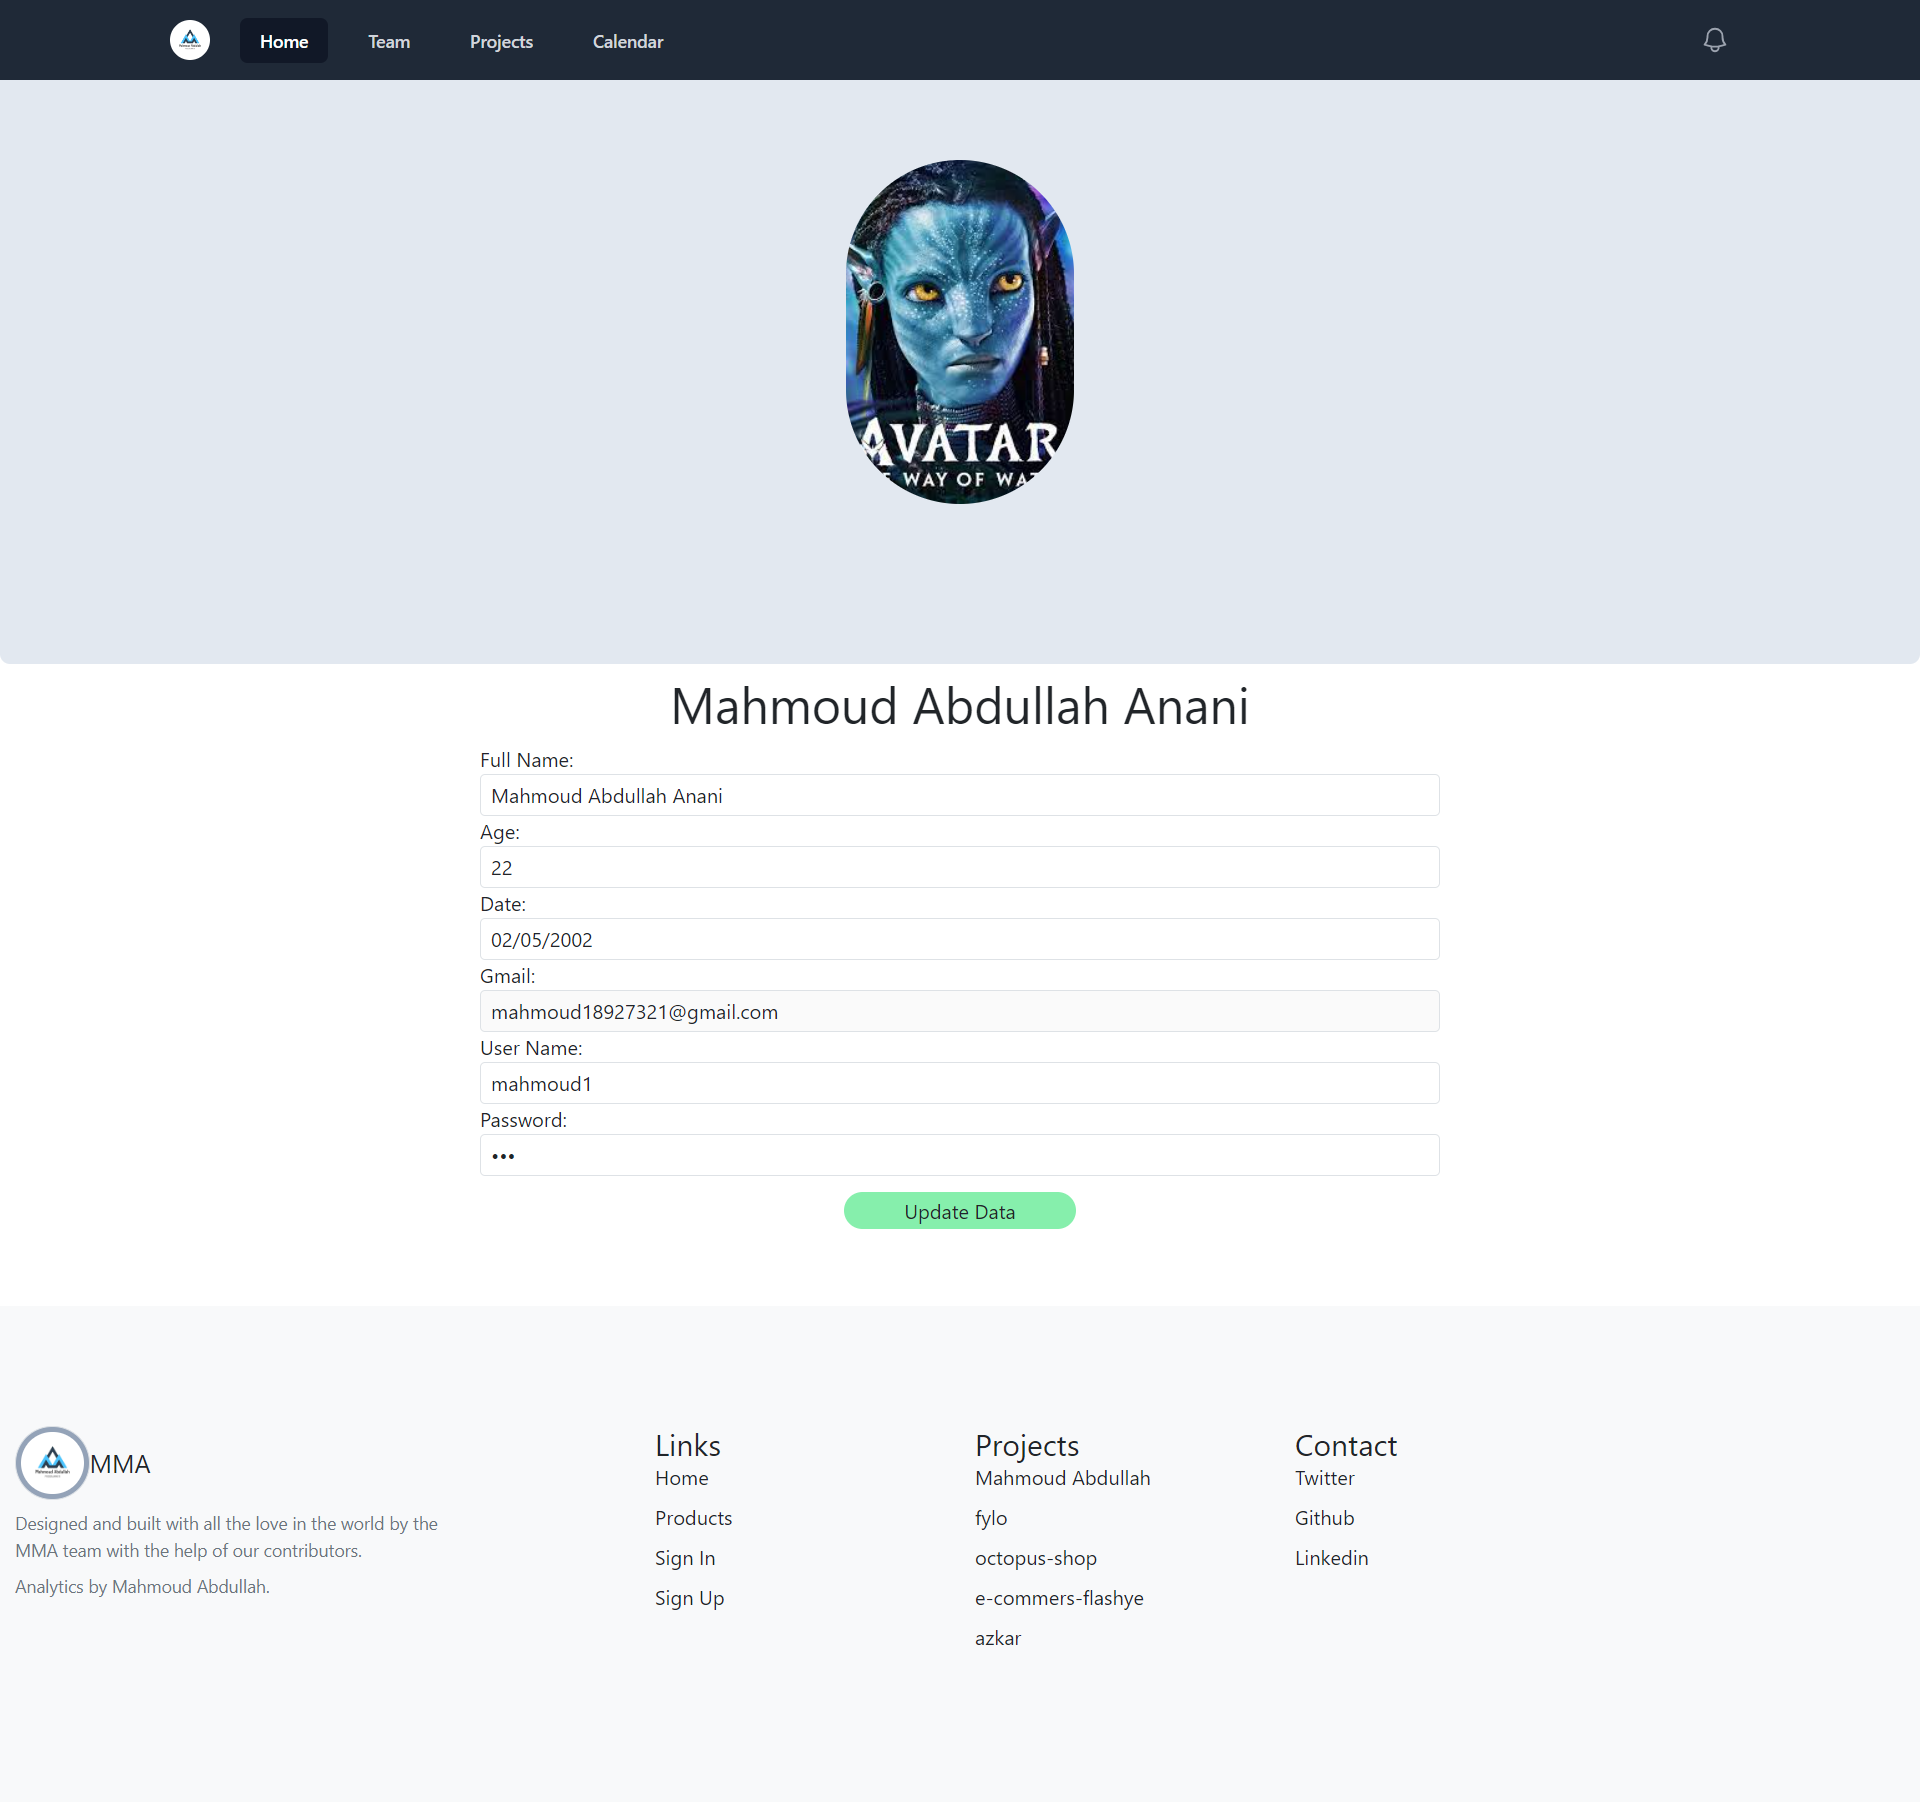 Home
Team
Projects
Calendar
AVATAR
WAY OF
Mahmoud Abdullah Anani
Full Name:
Mahmoud Abdullah Anani
Age:
22
Date:
02/05/2002
Gmail:
mahmoud18927321@gmail.com
User Name:
mahmoud1
Password:
•••
Update Data
MMA
Designed and built with all the love in the world by the
MMA team with the help of our contributors.
Analytics by Mahmoud Abdullah.
Links
Home
Products
Sign In
Sign Up
Projects
Mahmoud Abdullah
fylo
octopus-shop
e-commers-flashye
azkar
Contact
Twitter
Github
Linkedin